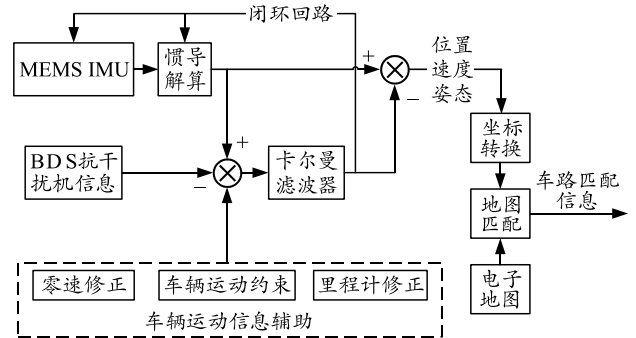 闭环回路
MEMS IMU
惯导
解算
+
−
位置
速度
姿态
坐标
转换
BDS抗干
扰机信息
+
−
卡尔曼
滤波器
地图
匹配
车路匹配
信息
电子
地图
零速修正
车辆运动约束
里程计修正
车辆运动信息辅助